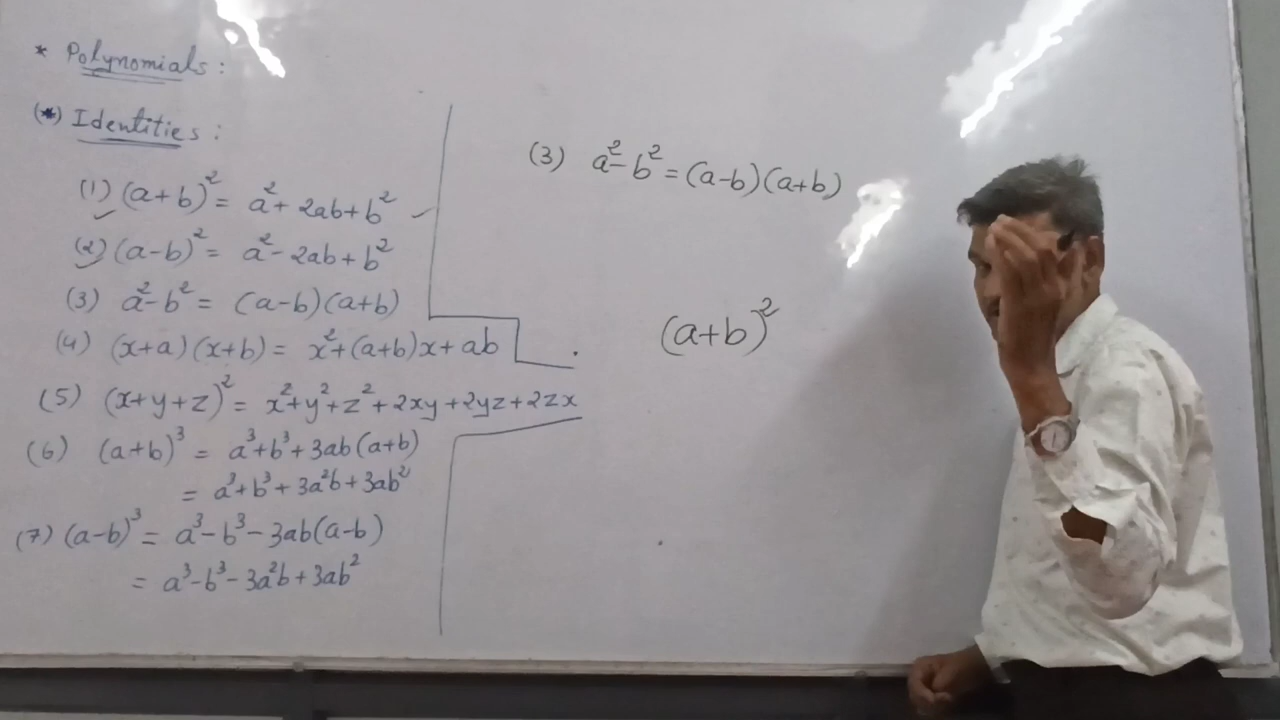 * Polynomials :
(*) Identities :
(1) (a+b)² = a² + 2ab + b²
(2) (a-b)² = a² - 2ab + b²
(3) a² - b² = (a-b)(a+b)
(4) (x+a)(x+b) = x² + (a+b)x + ab
(5) (x+y+z)² = x² + y² + z² + 2xy + 2yz + 2zx
(6) (a+b)³ = a³ + b³ + 3ab(a+b)
= a³ + b³ + 3a²b + 3ab²
(7) (a-b)³ = a³ - b³ - 3ab(a-b)
= a³ - b³ - 3a²b + 3ab²
(3) a² - b² = (a-b)(a+b)
(a+b)²